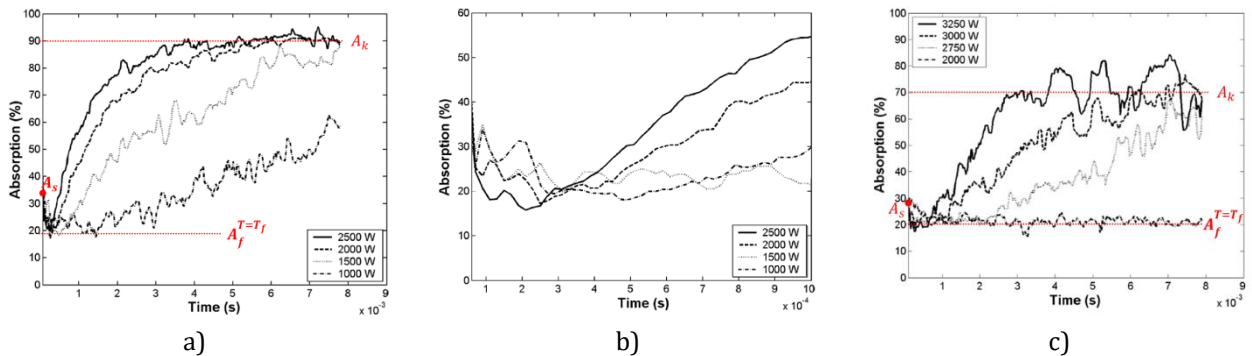 100
90
80
70
60
50
40
30
20
10
0
Absorption (%)
A_k
A_s
A_f^{T=T_f}
2500 W
2000 W
1500 W
1000 W
0 1 2 3 4 5 6 7 8 9
Time (s)
x 10^-3
a)
60
50
40
30
20
10
0
Absorption (%)
2500 W
2000 W
1500 W
1000 W
1 2 3 4 5 6 7 8 9 10
Time (s)
x 10^-4
b)
100
90
80
70
60
50
40
30
20
10
0
Absorption (%)
3250 W
3000 W
2750 W
2000 W
A_k
A_s
A_f^{T=T_f}
0 1 2 3 4 5 6 7 8 9
Time (s)
x 10^-3
c)